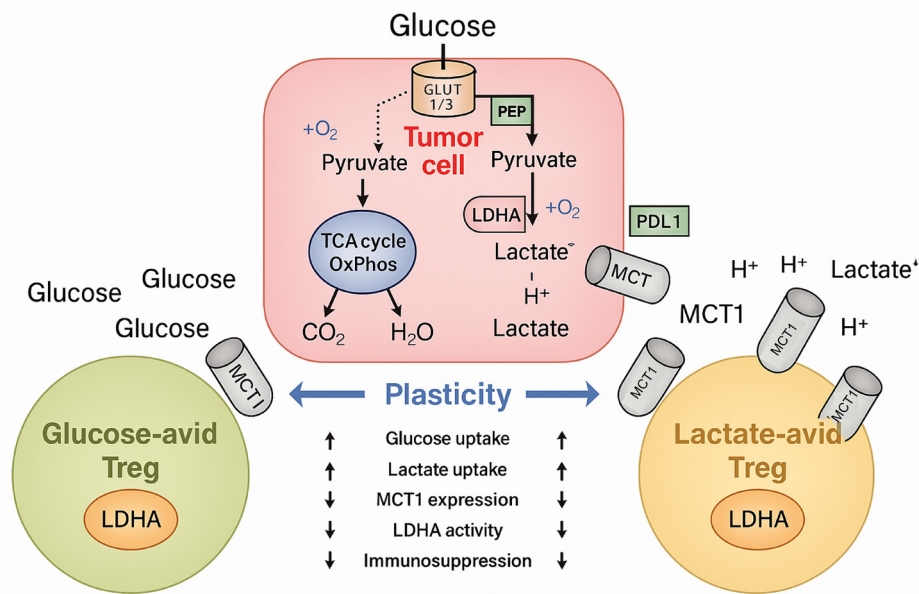 Glucose
GLUT
1/3
PEP
+O₂
Tumor
cell
Pyruvate
Pyruvate
LDHA
+O₂
PDL1
TCA cycle
OxPhos
Lactate⁻
H⁺
Lactate
CO₂
H₂O
MCT
H⁺
H⁺
Lactate⁺
MCT1
MCT1
H⁺
Glucose
Glucose
Glucose
MCT1
MCT1
MCT1
Plasticity
Glucose-avid
Treg
LDHA
Lactate-avid
Treg
LDHA
↑ Glucose uptake ↑
↑ Lactate uptake ↑
↓ MCT1 expression ↓
↓ LDHA activity ↓
↓ Immunosuppression ↓